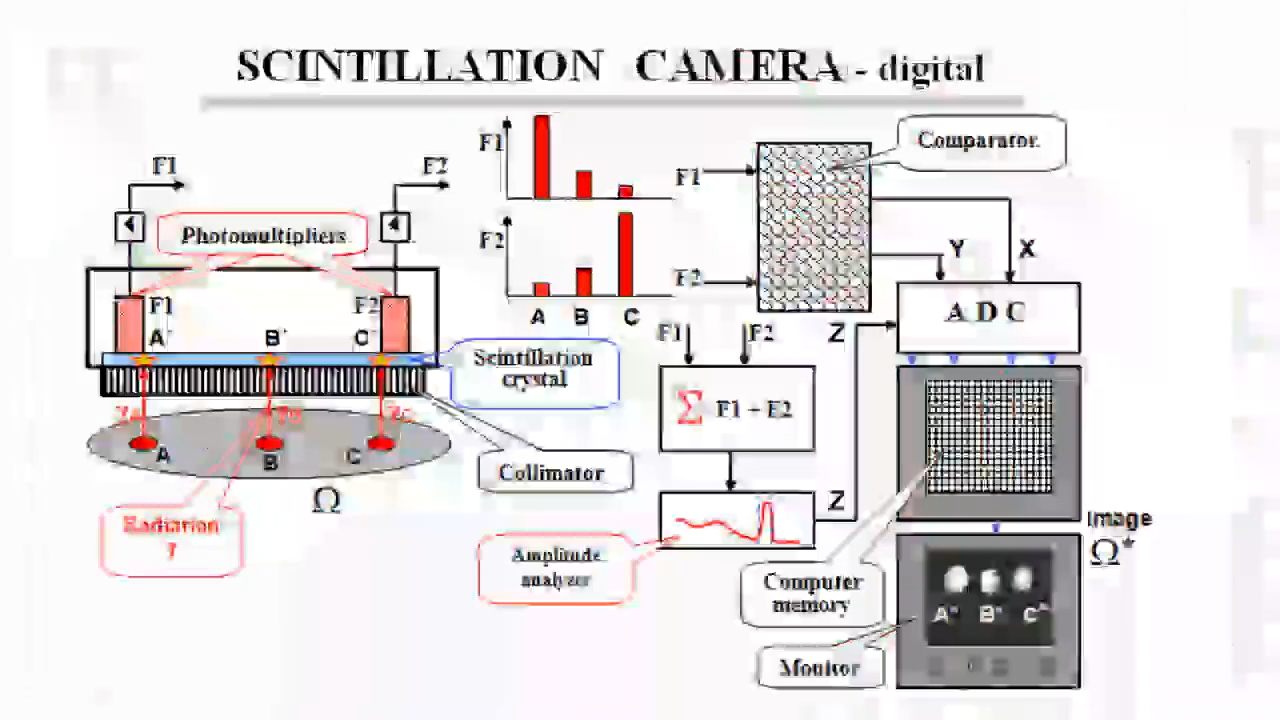 SCINTILLATION CAMERA - digital
F1
F2
Photomultipliers
F1
F2
A'
B'
C'
Scintillation
crystal
Collimator
A
B
C
Ω
Radiation
γ
F1
F2
A B C
F1
F2
Comparator
Y
X
A D C
F1
F2
Z
Σ F1 + F2
Z
Amplitude
analyzer
Computer
memory
Monitor
Image
Ω*
A* B* C*